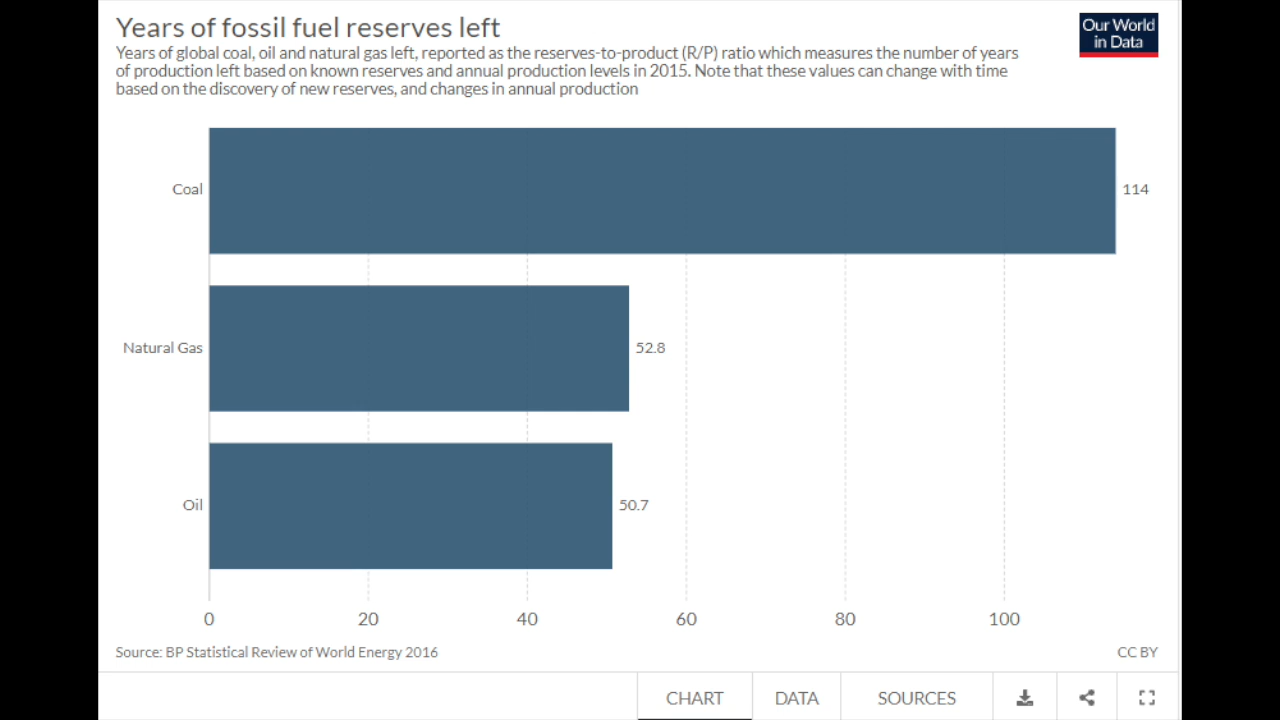 Years of fossil fuel reserves left
Our World
in Data
Years of global coal, oil and natural gas left, reported as the reserves-to-product (R/P) ratio which measures the number of years
of production left based on known reserves and annual production levels in 2015. Note that these values can change with time
based on the discovery of new reserves, and changes in annual production
Coal
114
Natural Gas
52.8
Oil
50.7
0 20 40 60 80 100
Source: BP Statistical Review of World Energy 2016
CC BY
CHART DATA SOURCES